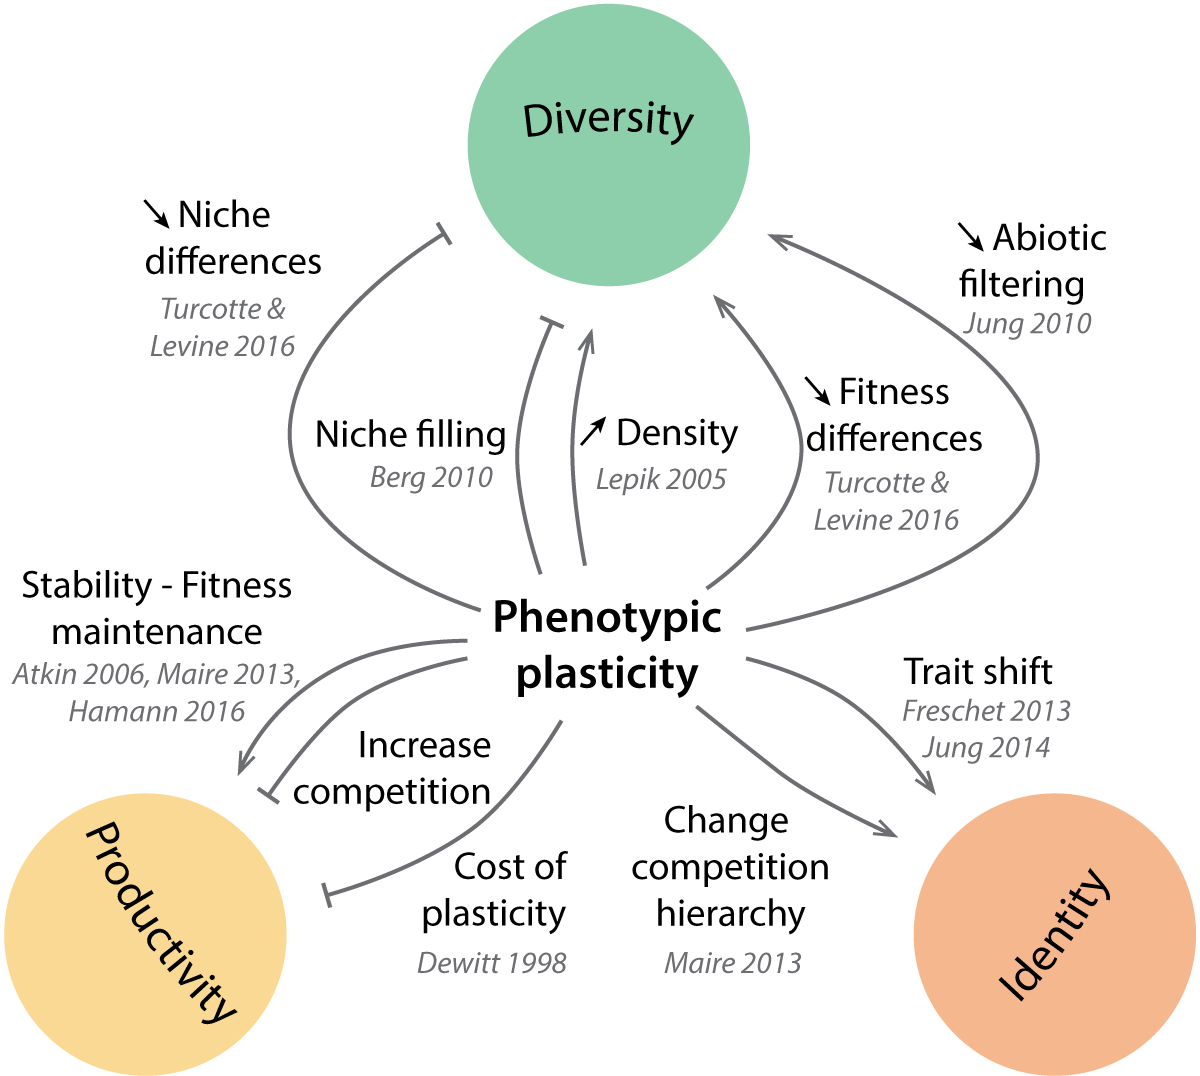 Diversity
↘ Niche
differences
Turcotte &
Levine 2016
↘ Abiotic
filtering
Jung 2010
Niche filling
Berg 2010
↗ Density
Lepik 2005
↘ Fitness
differences
Turcotte &
Levine 2016
Phenotypic
plasticity
Stability - Fitness
maintenance
Atkin 2006, Maire 2013,
Hamann 2016
Increase
competition
Cost of
plasticity
Dewitt 1998
Trait shift
Freschet 2013
Jung 2014
Change
competition
hierarchy
Maire 2013
Productivity
Identity